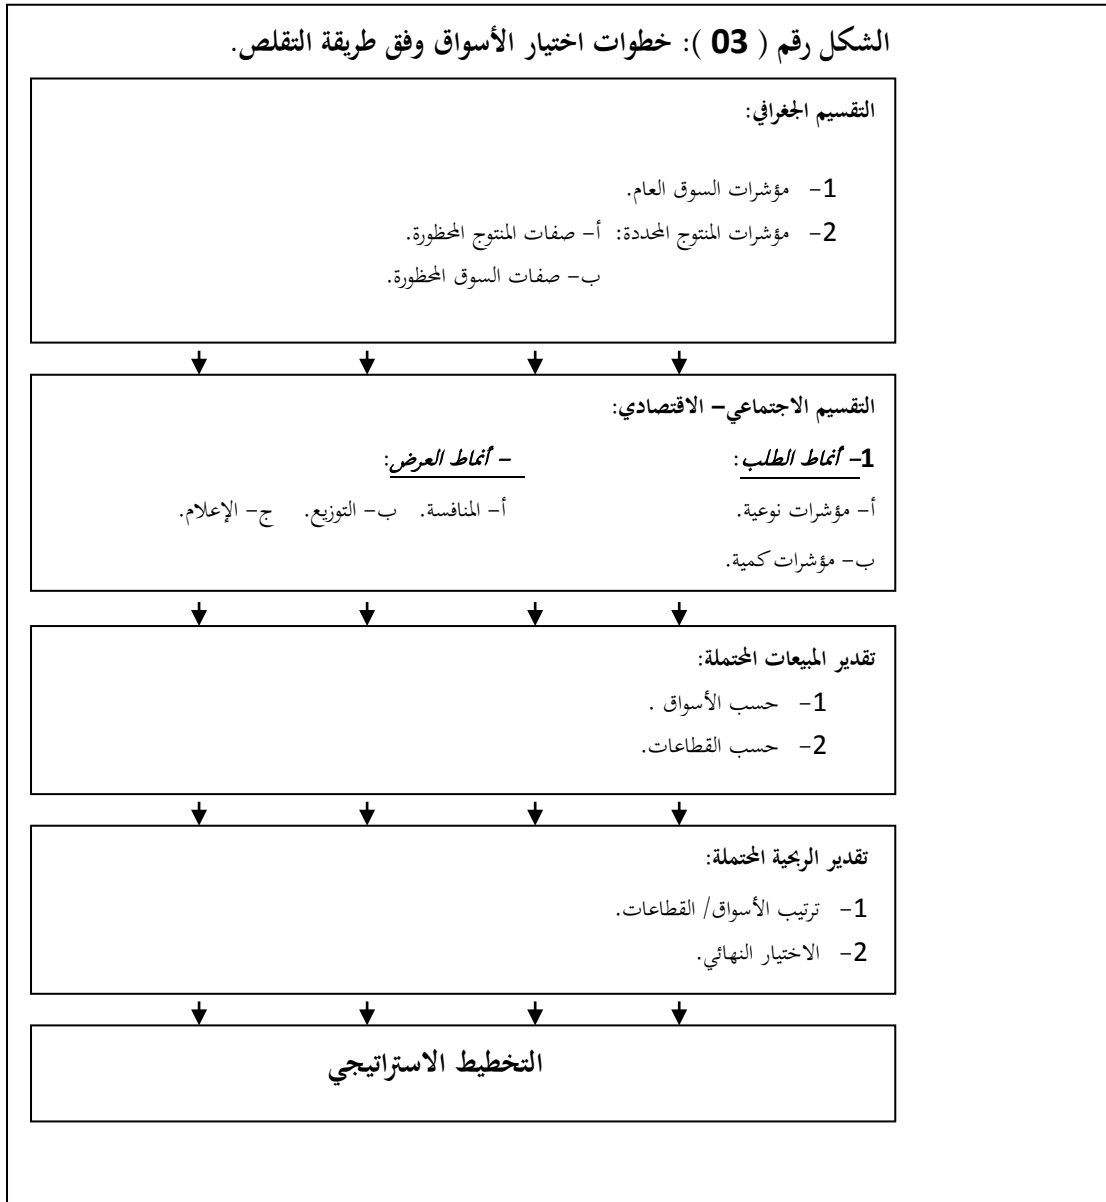 الشكل رقم ( 03 ): خطوات اختيار الأسواق وفق طريقة التقلص.
التقسيم الجغرافي:
1- مؤشرات السوق العام.
2- مؤشرات المنتوج المحددة: أ- صفات المنتوج المحظورة.
ب- صفات السوق المحظورة.
التقسيم الاجتماعي- الاقتصادي:
1- أنماط الطلب: - أنماط العرض:
أ- مؤشرات نوعية. أ- المنافسة. ب- التوزيع. ج- الإعلام.
ب- مؤشرات كمية.
تقدير المبيعات المحتملة:
1- حسب الأسواق .
2- حسب القطاعات.
تقدير الربحية المحتملة:
1- ترتيب الأسواق/ القطاعات.
2- الاختيار النهائي.
التخطيط الاستراتيجي